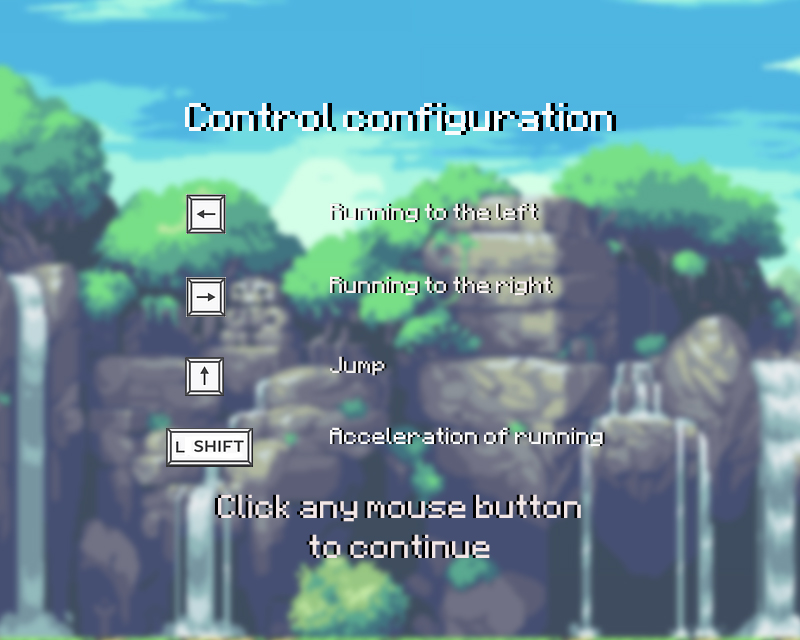 Control configuration
← Running to the left
→ Running to the right
↑ Jump
L SHIFT Acceleration of running
Click any mouse button
to continue